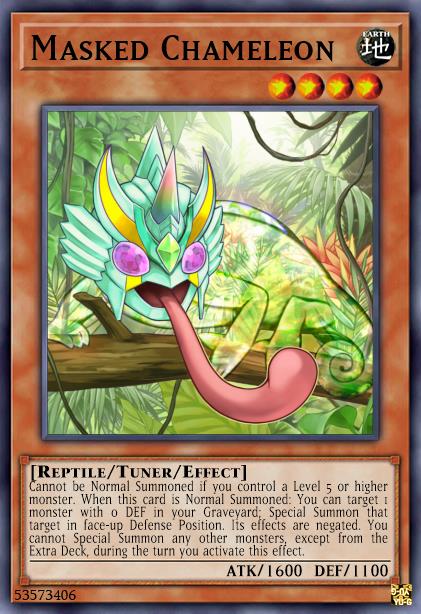 MASKED CHAMELEON
EARTH
地
[REPTILE/TUNER/EFFECT]
Cannot be Normal Summoned if you control a Level 5 or higher
monster. When this card is Normal Summoned: You can target 1
monster with 0 DEF in your Graveyard; Special Summon that
target in face-up Defense Position. Its effects are negated. You
cannot Special Summon any other monsters, except from the
Extra Deck, during the turn you activate this effect.
ATK/1600 DEF/1100
53573406